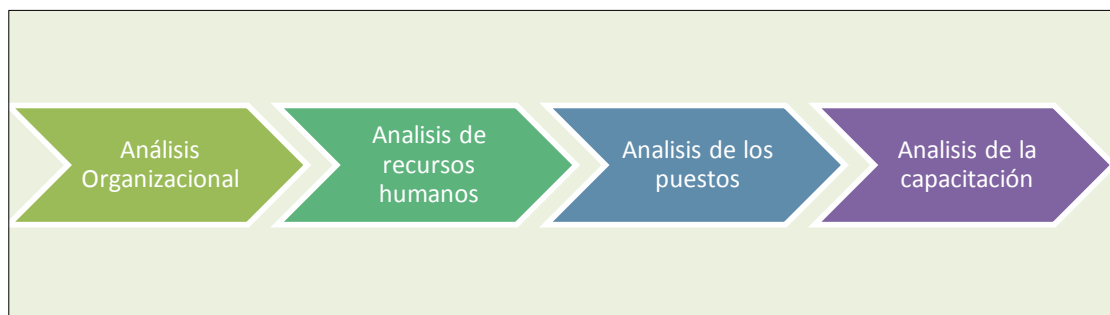 Análisis
Organizacional
Analisis de
recursos
humanos
Analisis de los
puestos
Analisis de la
capacitación